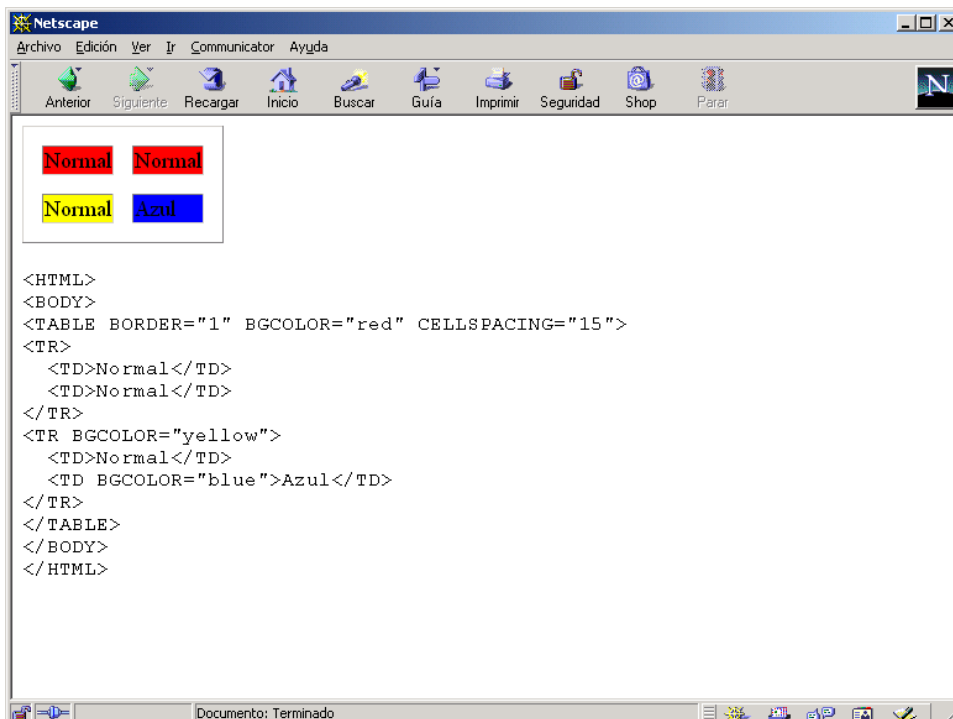 Netscape
Archivo Edición Ver Ir Communicator Ayuda
Anterior Siguiente Recargar Inicio Buscar Guía Imprimir Seguridad Shop Parar
N
Normal Normal
Normal Azul
<HTML>
<BODY>
<TABLE BORDER="1" BGCOLOR="red" CELLSPACING="15">
<TR>
  <TD>Normal</TD>
  <TD>Normal</TD>
</TR>
<TR BGCOLOR="yellow">
  <TD>Normal</TD>
  <TD BGCOLOR="blue">Azul</TD>
</TR>
</TABLE>
</BODY>
</HTML>
Documento: Terminado